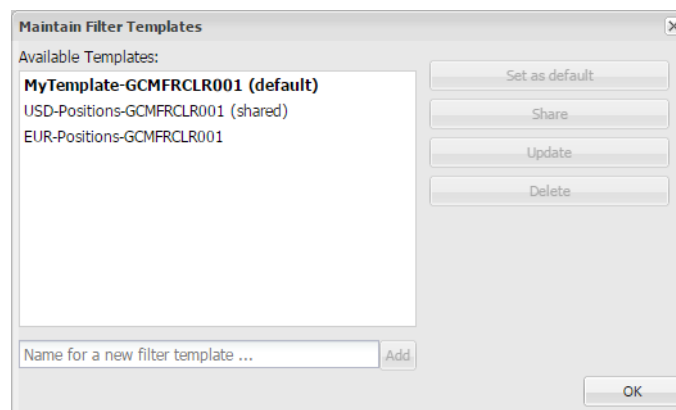 Maintain Filter Templates
Available Templates:
MyTemplate-GCMFRCLR001 (default)
USD-Positions-GCMFRCLR001 (shared)
EUR-Positions-GCMFRCLR001
Set as default
Share
Update
Delete
Name for a new filter template ...
Add
OK